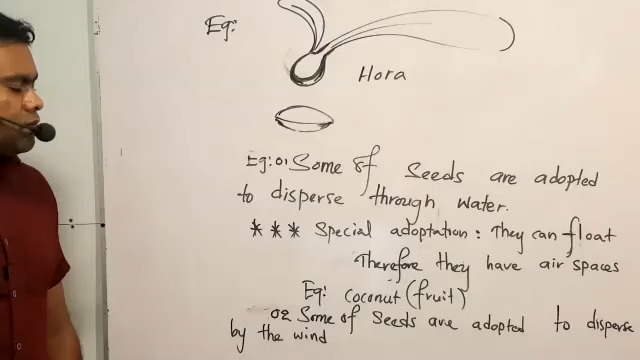 Eg:
Hora
Eg:01 Some of Seeds are adopted
to disperse through water.
*** Special adoptation : They can float
Therefore they have air spaces
Eg: coconut (fruit)
02 Some of Seeds are adopted to disperse
by the wind